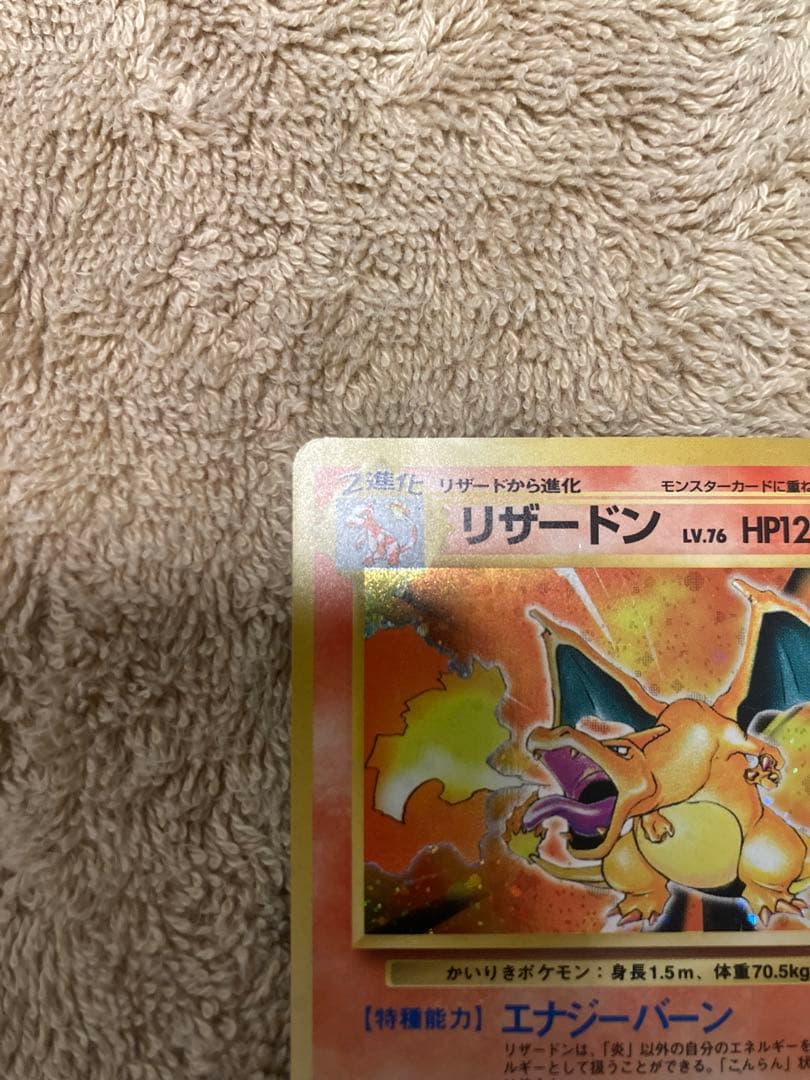 2進化 リザードから進化 モンスターカードに重ね
リザードン LV.76 HP12
かいりきポケモン：身長1.5m、体重70.5kg
【特殊能力】 エナジーバーン
リザードンは、「炎」以外の自分のエネルギーを
ルギーとして扱うことができる。「こんらん」状